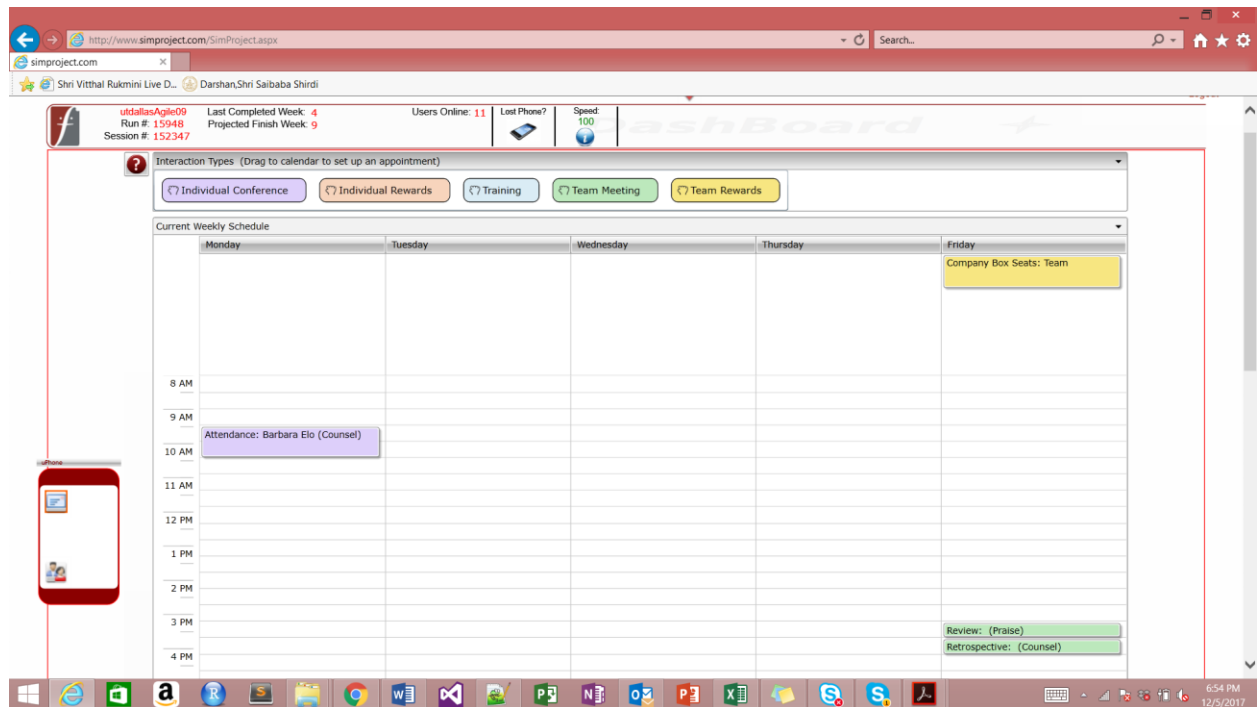 http://www.simproject.com/SimProject.aspx
Search...
simproject.com
Shri Vitthal Rukmini Live D...
Darshan,Shri Saibaba Shirdi
utdallasAgile09
Run #: 15948
Session #: 152347
Last Completed Week: 4
Projected Finish Week: 9
Users Online: 11
Lost Phone?
Speed:
100
DashBoard
Interaction Types (Drag to calendar to set up an appointment)
Individual Conference
Individual Rewards
Training
Team Meeting
Team Rewards
Current Weekly Schedule
Monday
Tuesday
Wednesday
Thursday
Friday
Company Box Seats: Team
8 AM
9 AM
Attendance: Barbara Elo (Counsel)
10 AM
uPhone
11 AM
12 PM
1 PM
2 PM
3 PM
Review: (Praise)
Retrospective: (Counsel)
4 PM
6:54 PM
12/5/2017